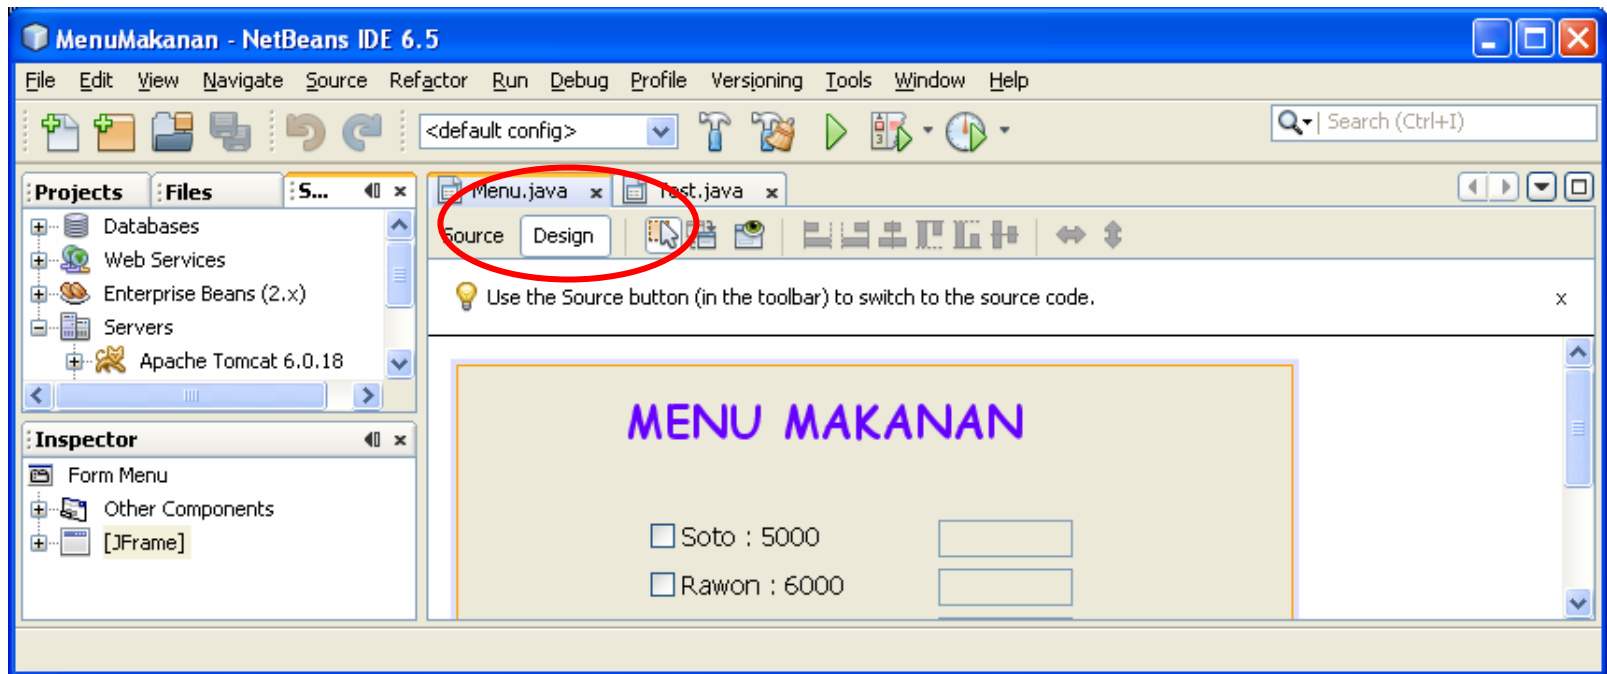 MenuMakanan - NetBeans IDE 6.5
File Edit View Navigate Source Refactor Run Debug Profile Versioning Tools Window Help
<default config>
Search (Ctrl+I)
Projects Files S...
Menu.java x Test.java x
Databases
Source Design
Web Services
Enterprise Beans (2.x)
Use the Source button (in the toolbar) to switch to the source code. x
Servers
Apache Tomcat 6.0.18
MENU MAKANAN
Inspector
Form Menu
Other Components
[JFrame]
Soto : 5000
Rawon : 6000